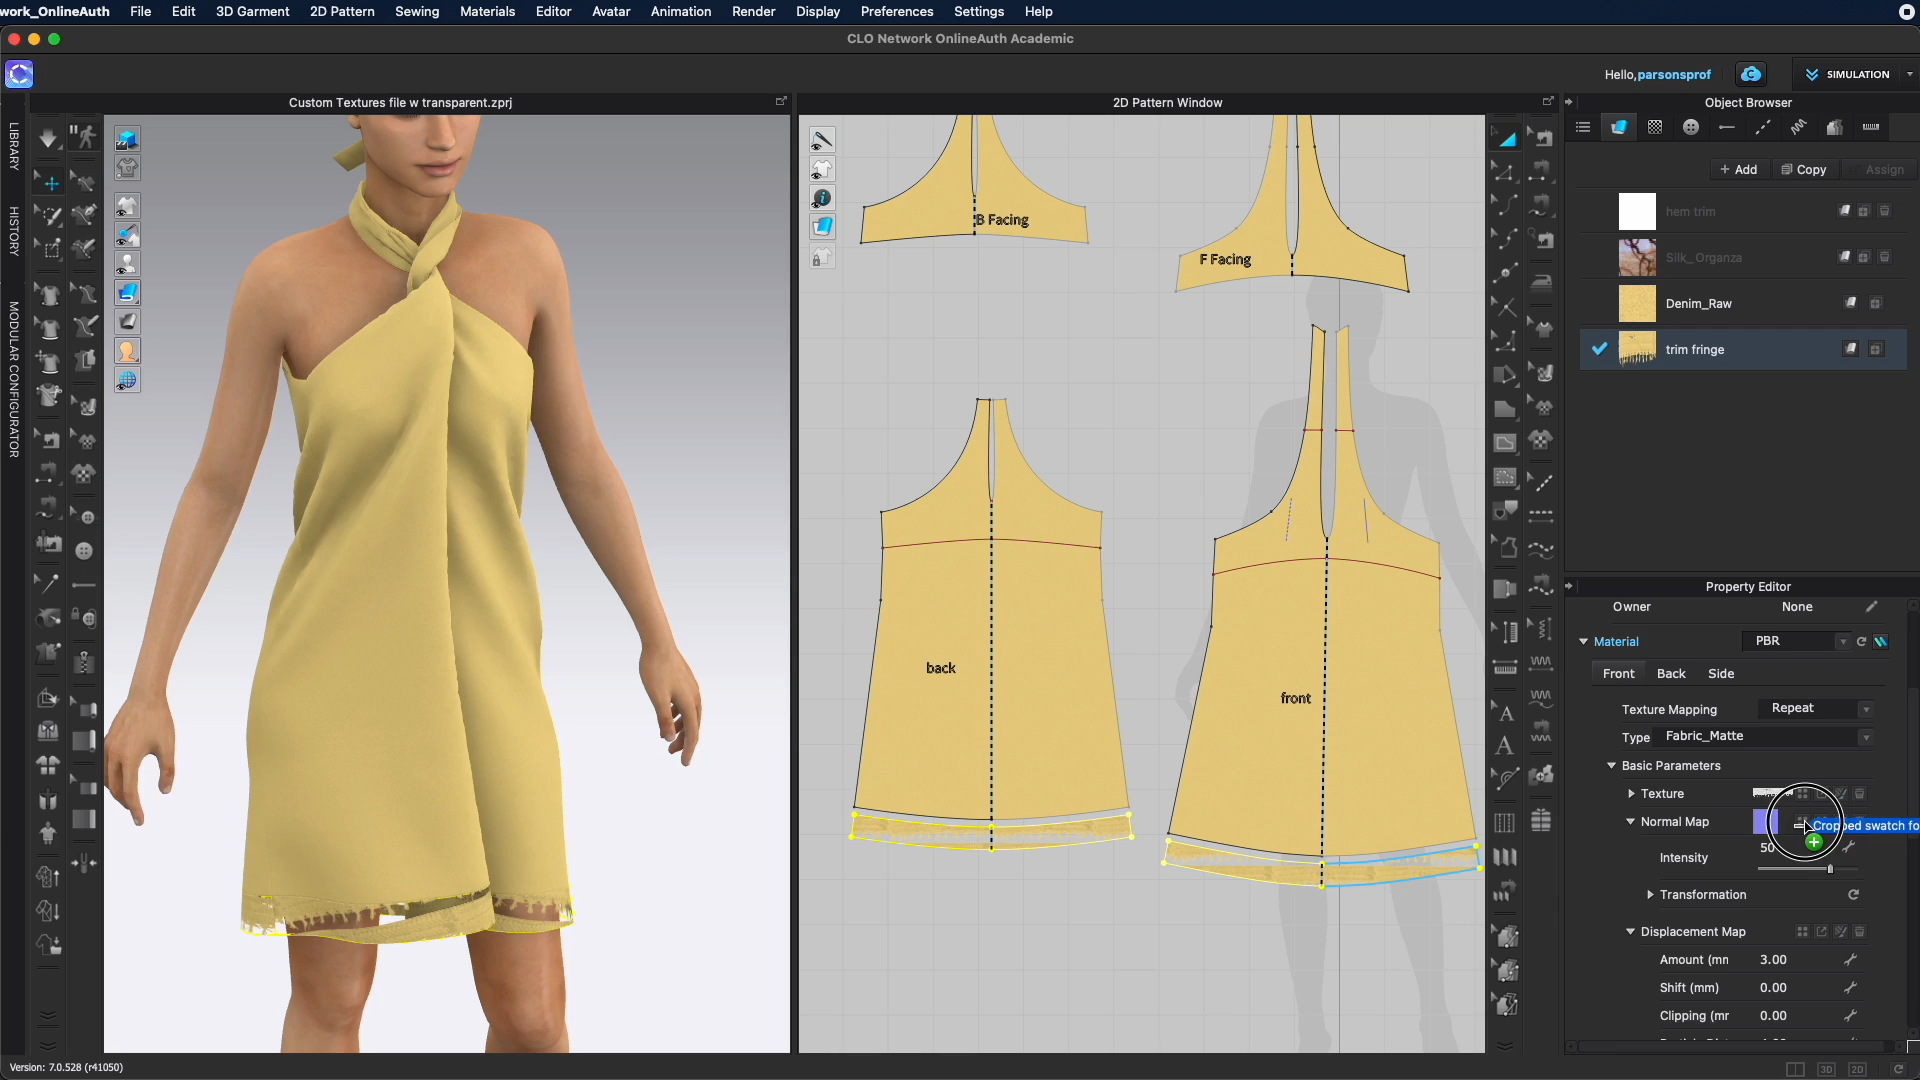 work_OnlineAuth File Edit 3D Garment 2D Pattern Sewing Materials Editor Avatar Animation Render Display Preferences Settings Help
CLO Network OnlineAuth Academic
Hello,parsonsprof
SIMULATION
Custom Textures file w transparent.zprj
2D Pattern Window
Object Browser
LIBRARY
HISTORY
MODULAR CONFIGURATOR
+ Add
Copy
Assign
hem trim
Silk_Organza
Denim_Raw
trim fringe
B Facing
F Facing
back
front
Property Editor
Owner None
Material PBR
Front Back Side
Texture Mapping Repeat
Type Fabric_Matte
Basic Parameters
Texture
Normal Map
Cropped swatch fo
Intensity 50
Transformation
Displacement Map
Amount (mn 3.00
Shift (mm) 0.00
Clipping (mr 0.00
Version: 7.0.528 (r41050)
3D
2D